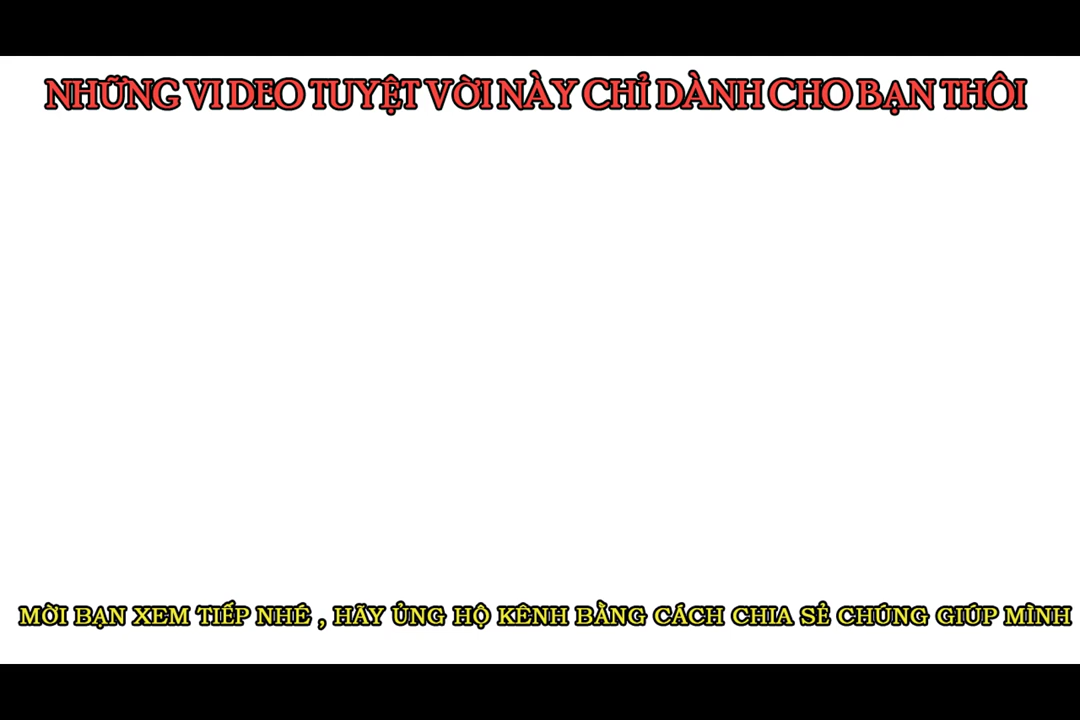 NHỮNG VI DEO TUYỆT VỜI NÀY CHỈ DÀNH CHO BẠN THÔI
MỜI BẠN XEM TIẾP NHÉ , HÃY ỦNG HỘ KÊNH BẰNG CÁCH CHIA SẺ CHÚNG GIÚP MÌNH